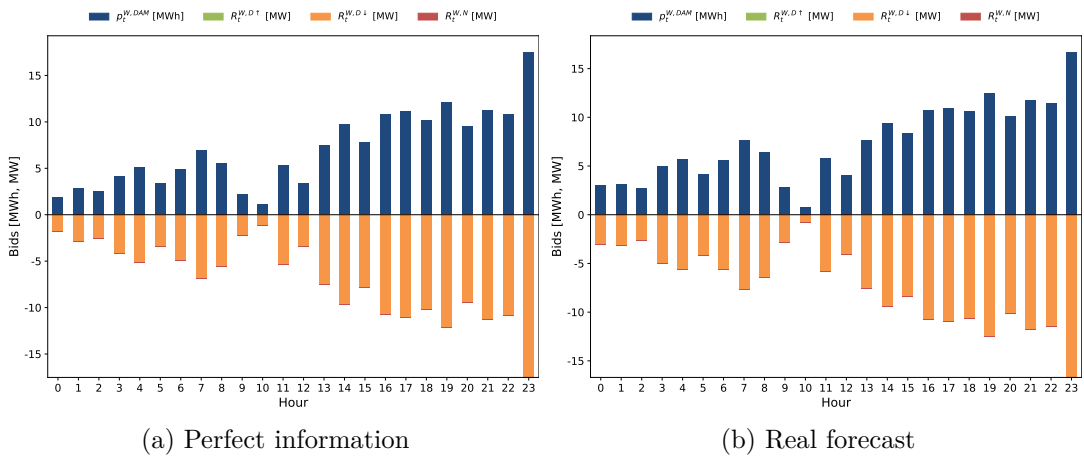 p_t^{W,DAM} [MWh] R_t^{W,D↑} [MW] R_t^{W,D↓} [MW] R_t^{W,N} [MW]
Bids [MWh, MW]
15
10
5
0
-5
-10
-15
0 1 2 3 4 5 6 7 8 9 10 11 12 13 14 15 16 17 18 19 20 21 22 23
Hour
(a) Perfect information
p_t^{W,DAM} [MWh] R_t^{W,D↑} [MW] R_t^{W,D↓} [MW] R_t^{W,N} [MW]
Bids [MWh, MW]
15
10
5
0
-5
-10
-15
0 1 2 3 4 5 6 7 8 9 10 11 12 13 14 15 16 17 18 19 20 21 22 23
Hour
(b) Real forecast